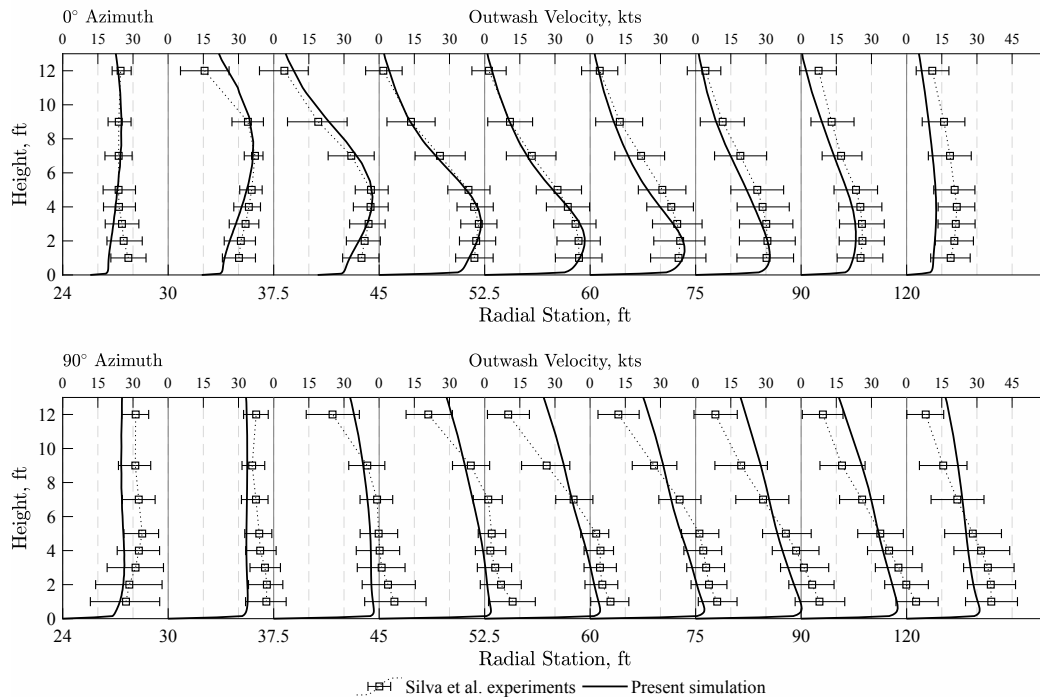 0° Azimuth Outwash Velocity, kts
0 15 30 0 15 30 0 15 30 0 15 30 0 15 30 0 15 30 0 15 30 0 15 30 0 15 30 45
Height, ft
12
10
8
6
4
2
0
24 30 37.5 45 52.5 60 75 90 120
Radial Station, ft
90° Azimuth Outwash Velocity, kts
0 15 30 0 15 30 0 15 30 0 15 30 0 15 30 0 15 30 0 15 30 0 15 30 0 15 30 45
Height, ft
12
10
8
6
4
2
0
24 30 37.5 45 52.5 60 75 90 120
Radial Station, ft
Silva et al. experiments Present simulation